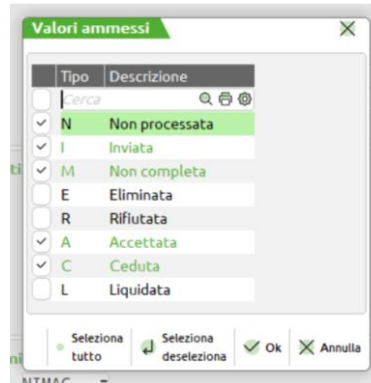 Valori ammessi
Tipo Descrizione
Cerca
N Non processata
I Inviata
M Non completa
E Eliminata
R Rifiutata
A Accettata
C Ceduta
L Liquidata
Seleziona tutto
Seleziona deseleziona
Ok
Annulla